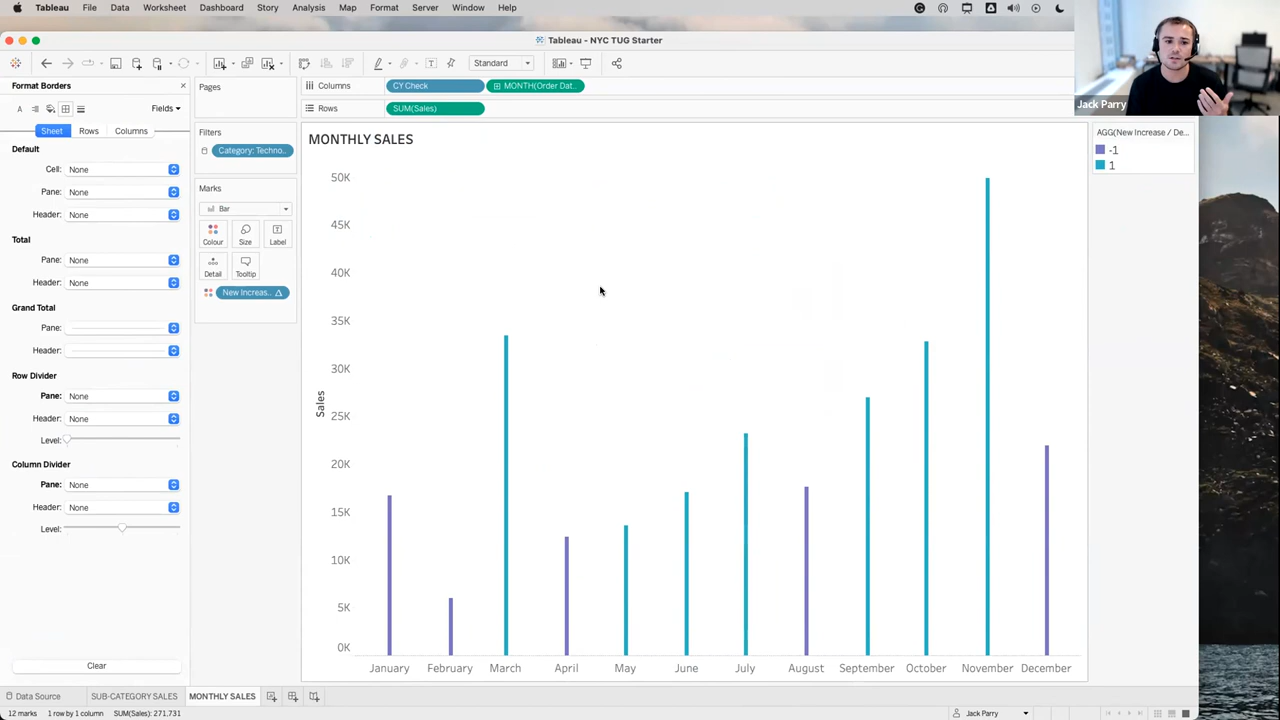 Tableau File Data Worksheet Dashboard Story Analysis Map Format Server Window Help
Tableau - NYC TUG Starter
Standard
Jack Parry
Format Borders
Fields
Sheet Rows Columns
Default
Cell: None
Pane: None
Header: None
Total
Pane: None
Header: None
Grand Total
Pane:
Header:
Row Divider
Pane: None
Header: None
Level:
Column Divider
Pane: None
Header: None
Level:
Clear
Pages
Filters
Category: Techno..
Marks
Bar
Colour Size Label
Detail Tooltip
New Increas..
Columns CY Check MONTH(Order Dat..
Rows SUM(Sales)
MONTHLY SALES
50K
45K
40K
35K
30K
25K
20K
15K
10K
5K
0K
Sales
January February March April May June July August September October November December
AGG(New Increase / De...
-1
1
Data Source SUB-CATEGORY SALES MONTHLY SALES
12 marks 1 row by 1 column SUM(Sales): 271,731 Jack Parry